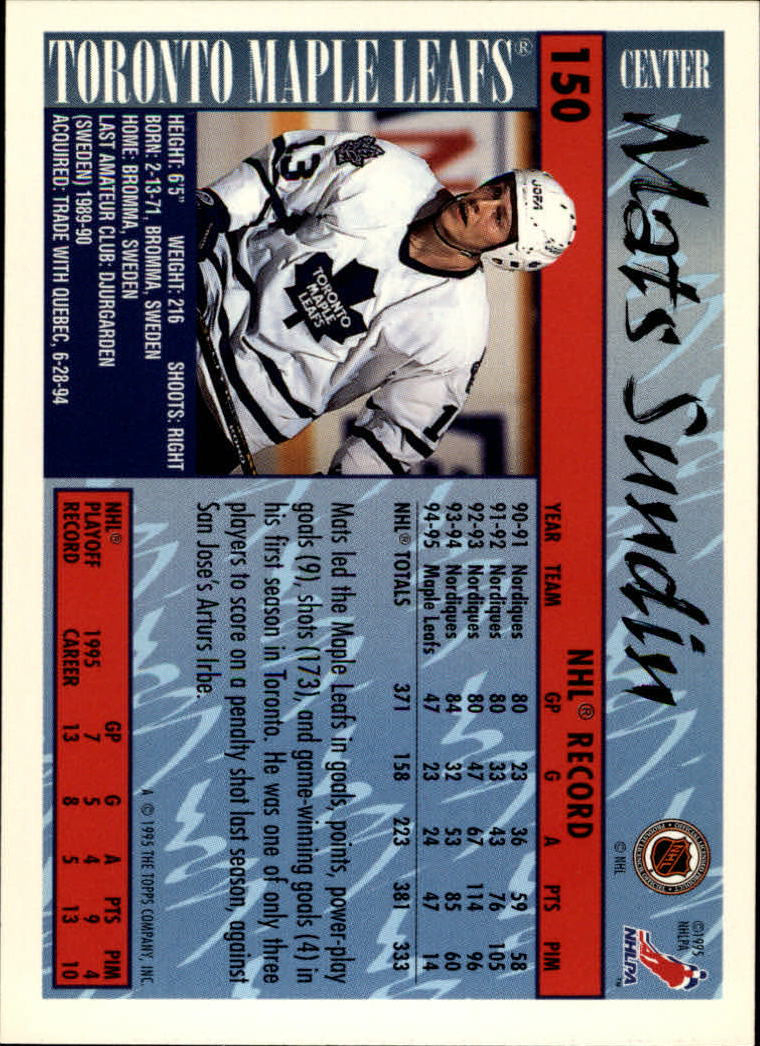 CENTER
Mats Sundin
©1995
NHLPA
NHLPA
TM
NHL
© NHL
150
NHL® RECORD
YEAR TEAM GP G A PTS PIM
90-91 Nordiques 80 23 36 59 58
91-92 Nordiques 80 33 43 76 105
92-93 Nordiques 80 47 67 114 96
93-94 Nordiques 84 32 53 85 60
94-95 Maple Leafs 47 23 24 47 14
NHL® TOTALS 371 158 223 381 333
Mats led the Maple Leafs in goals, points, power-play
goals (9), shots (173), and game-winning goals (4) in
his first season in Toronto. He was one of only three
players to score on a penalty shot last season, against
San Jose's Arturs Irbe.
A © 1995 THE TOPPS COMPANY, INC.
NHL® GP G A PTS PIM
PLAYOFF 1995 7 5 4 9 4
RECORD CAREER 13 8 5 13 10
TORONTO MAPLE LEAFS®
JOFA
13
1
TORONTO
MAPLE
LEAFS
HEIGHT: 6'5" WEIGHT: 216 SHOOTS: RIGHT
BORN: 2-13-71, BROMMA, SWEDEN
HOME: BROMMA, SWEDEN
LAST AMATEUR CLUB: DJURGARDEN
(SWEDEN) 1989-90
ACQUIRED: TRADE WITH QUEBEC, 6-28-94